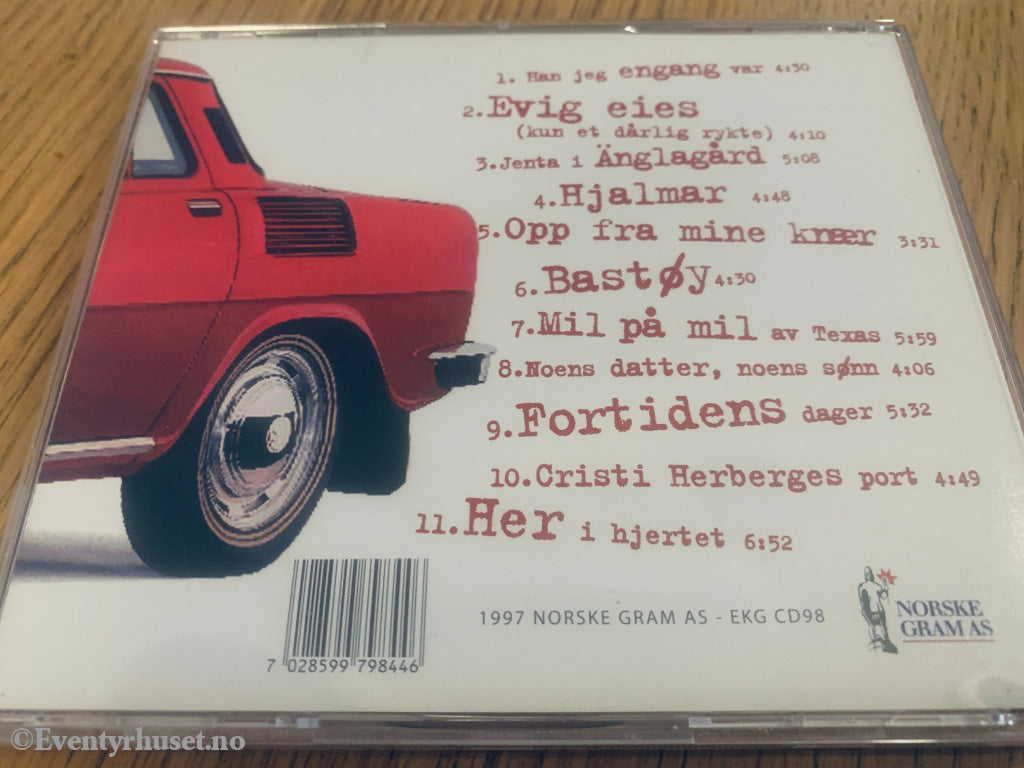 1. Han jeg engang var 4:30
2. Evig eies
(kun et dårlig rykte) 4:10
3. Jenta i Änglagård 5:08
4. Hjalmar 4:48
5. Opp fra mine knær 3:31
6. Bastøy 4:30
7. Mil på mil av Texas 5:59
8. Noens datter, noens sønn 4:06
9. Fortidens dager 5:32
10. Cristi Herberges port 4:49
11. Her i hjertet 6:52
1997 NORSKE GRAM AS - EKG CD98
NORSKE
GRAM AS
7 028599 798446
©Eventyrhuset.no